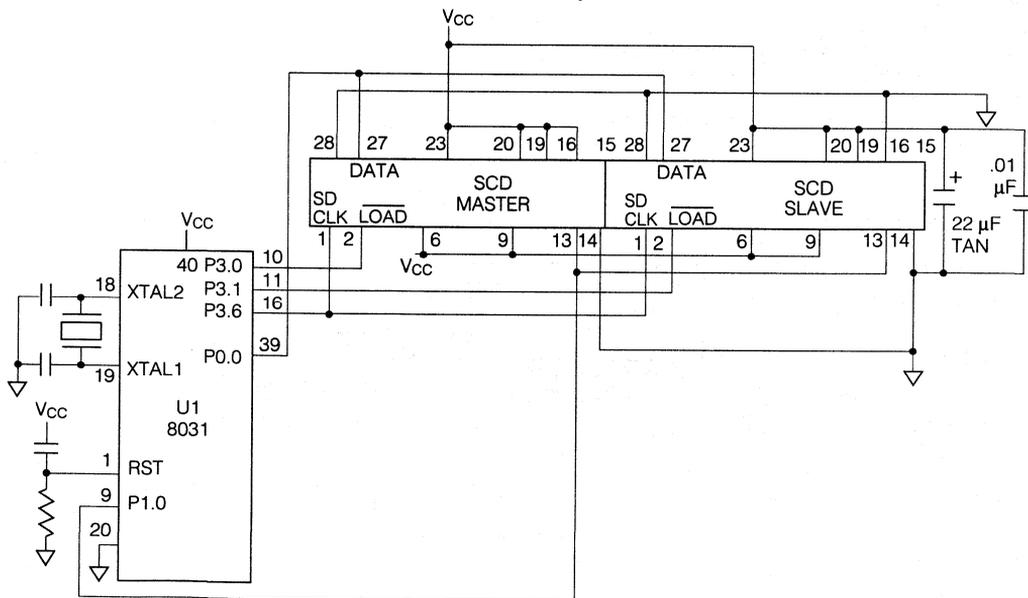 VCC
28 27 23 20 19 16 15 28 27 23 20 19 16 15
DATA
SCD
MASTER
SD
CLK
LOAD
DATA
SCD
SLAVE
SD
CLK
LOAD
+
22 μF
TAN
.01
μF
1 2 6 9 13 14 1 2 6 9 13 14
VCC
VCC
40 P3.0 10
P3.1 11
P3.6 16
P0.0 39
18 XTAL2
19 XTAL1
U1
8031
VCC
1 RST
9 P1.0
20